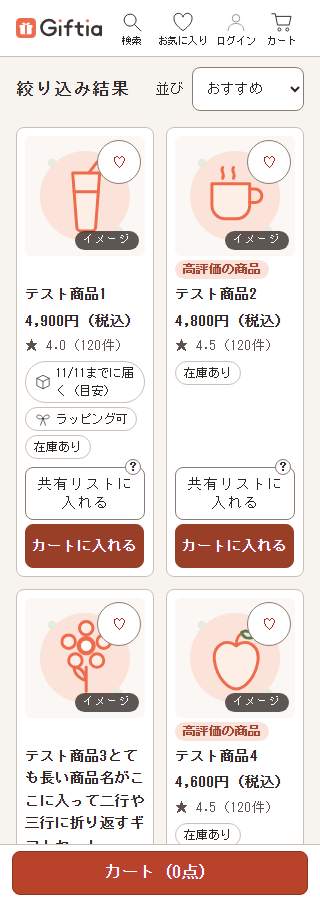 Giftia
検索
お気に入り
ログイン
カート
絞り込み結果
並び
おすすめ
イメージ
テスト商品1
4,900円（税込）
★ 4.0（120件）
11/11までに届
く（目安）
ラッピング可
在庫あり
?
共有リストに
入れる
カートに入れる
イメージ
高評価の商品
テスト商品2
4,800円（税込）
★ 4.5（120件）
在庫あり
?
共有リストに
入れる
カートに入れる
イメージ
テスト商品3とて
も長い商品名がこ
こに入って二行や
三行に折り返すギ
イメージ
高評価の商品
テスト商品4
4,600円（税込）
★ 4.5（120件）
在庫あり
カート（0点）